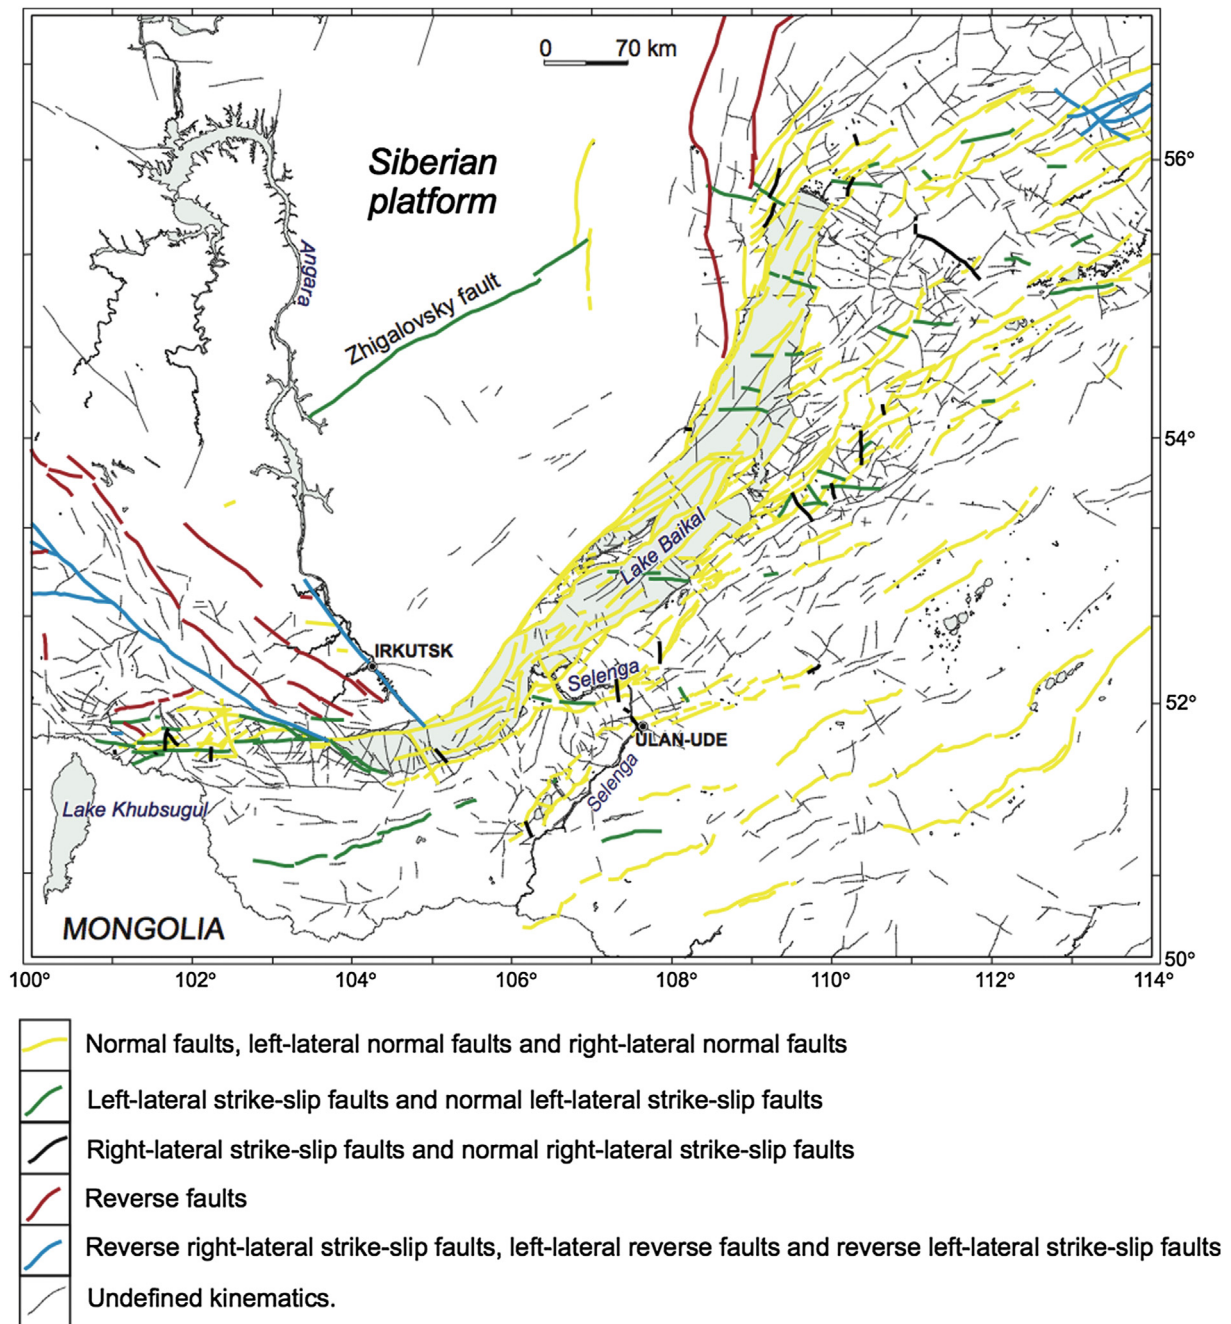 0 70 km
56°
Siberian
platform
Angara
Zhigalovsky fault
54°
Lake Baikal
IRKUTSK
Selenga
52°
ULAN-UDE
Selenga
Lake Khubsugul
MONGOLIA
50°
100° 102° 104° 106° 108° 110° 112° 114°
Normal faults, left-lateral normal faults and right-lateral normal faults
Left-lateral strike-slip faults and normal left-lateral strike-slip faults
Right-lateral strike-slip faults and normal right-lateral strike-slip faults
Reverse faults
Reverse right-lateral strike-slip faults, left-lateral reverse faults and reverse left-lateral strike-slip faults
Undefined kinematics.